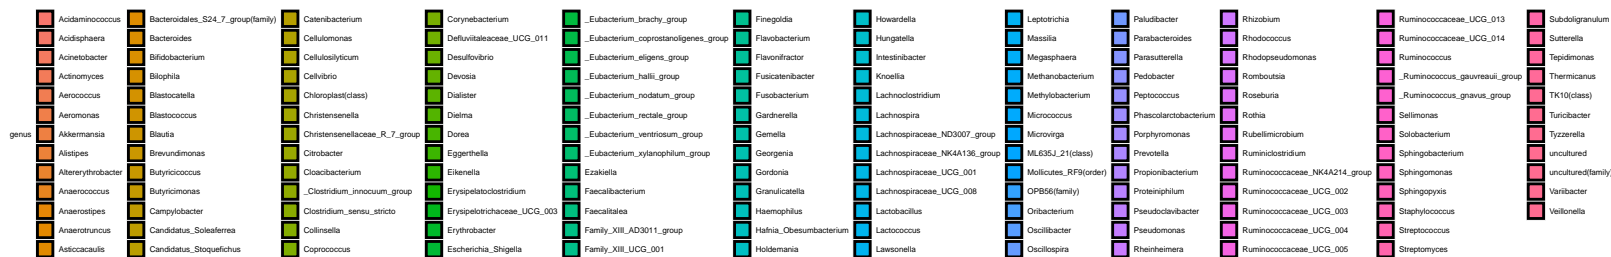 genus
Acidaminococcus
Acidisphaera
Acinetobacter
Actinomyces
Aerococcus
Aeromonas
Akkermansia
Alistipes
Altererythrobacter
Anaerococcus
Anaerostipes
Anaerotruncus
Asticcacaulis
Bacteroidales_S24_7_group(family)
Bacteroides
Bifidobacterium
Bilophila
Blastocatella
Blastococcus
Blautia
Brevundimonas
Butyricicoccus
Butyricimonas
Campylobacter
Candidatus_Soleaferrea
Candidatus_Stoquefichus
Catenibacterium
Cellulomonas
Cellulosilyticum
Cellvibrio
Chloroplast(class)
Christensenella
Christensenellaceae_R_7_group
Citrobacter
Cloacibacterium
_Clostridium_innocuum_group
Clostridium_sensu_stricto
Collinsella
Coprococcus
Corynebacterium
Defluviitaleaceae_UCG_011
Desulfovibrio
Devosia
Dialister
Dielma
Dorea
Eggerthella
Eikenella
Erysipelatoclostridium
Erysipelotrichaceae_UCG_003
Erythrobacter
Escherichia_Shigella
_Eubacterium_brachy_group
_Eubacterium_coprostanoligenes_group
_Eubacterium_eligens_group
_Eubacterium_hallii_group
_Eubacterium_nodatum_group
_Eubacterium_rectale_group
_Eubacterium_ventriosum_group
_Eubacterium_xylanophilum_group
Ezakiella
Faecalibacterium
Faecalitalea
Family_XIII_AD3011_group
Family_XIII_UCG_001
Finegoldia
Flavobacterium
Flavonifractor
Fusicatenibacter
Fusobacterium
Gardnerella
Gemella
Georgenia
Gordonia
Granulicatella
Haemophilus
Hafnia_Obesumbacterium
Holdemania
Howardella
Hungatella
Intestinibacter
Knoellia
Lachnoclostridium
Lachnospira
Lachnospiraceae_ND3007_group
Lachnospiraceae_NK4A136_group
Lachnospiraceae_UCG_001
Lachnospiraceae_UCG_008
Lactobacillus
Lactococcus
Lawsonella
Leptotrichia
Massilia
Megasphaera
Methanobacterium
Methylobacterium
Micrococcus
Microvirga
ML635J_21(class)
Mollicutes_RF9(order)
OPB56(family)
Oribacterium
Oscillibacter
Oscillospira
Paludibacter
Parabacteroides
Parasutterella
Pedobacter
Peptococcus
Phascolarctobacterium
Porphyromonas
Prevotella
Propionibacterium
Proteiniphilum
Pseudoclavibacter
Pseudomonas
Rheinheimera
Rhizobium
Rhodococcus
Rhodopseudomonas
Romboutsia
Roseburia
Rothia
Rubellimicrobium
Ruminiclostridium
Ruminococcaceae_NK4A214_group
Ruminococcaceae_UCG_002
Ruminococcaceae_UCG_003
Ruminococcaceae_UCG_004
Ruminococcaceae_UCG_005
Ruminococcaceae_UCG_013
Ruminococcaceae_UCG_014
Ruminococcus
_Ruminococcus_gauvreauii_group
_Ruminococcus_gnavus_group
Sellimonas
Solobacterium
Sphingobacterium
Sphingomonas
Sphingopyxis
Staphylococcus
Streptococcus
Streptomyces
Subdoligranulum
Sutterella
Tepidimonas
Thermicanus
TK10(class)
Turicibacter
Tyzzerella
uncultured
uncultured(family)
Variibacter
Veillonella